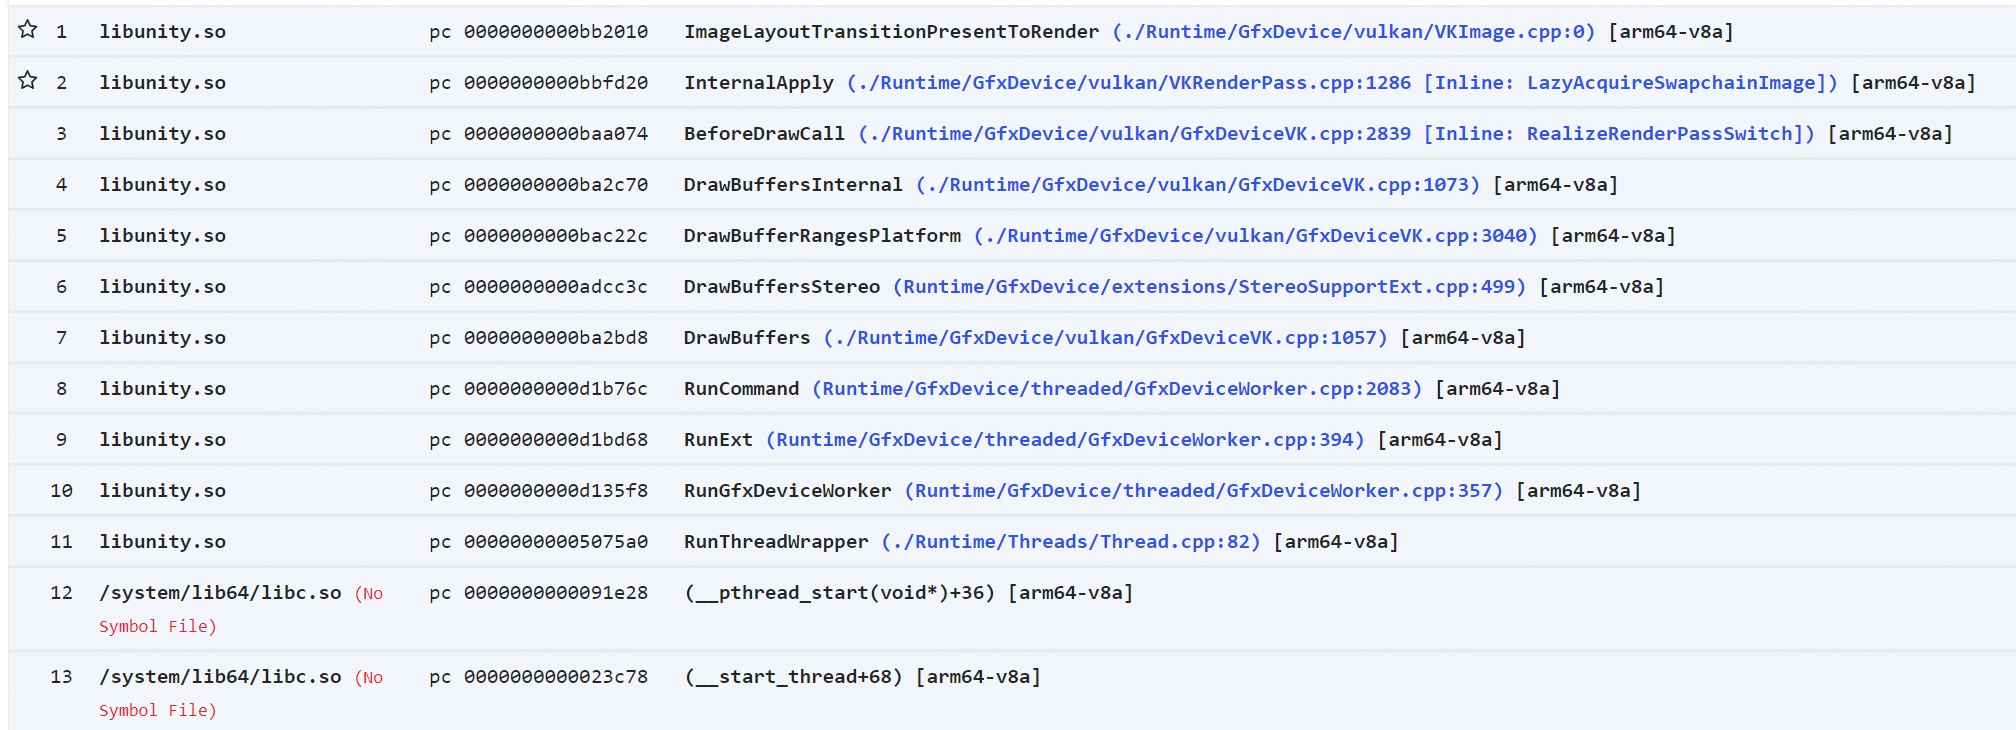 1 libunity.so pc 0000000000bb2010 ImageLayoutTransitionPresentToRender (./Runtime/GfxDevice/vulkan/VKImage.cpp:0) [arm64-v8a]
2 libunity.so pc 0000000000bbfd20 InternalApply (./Runtime/GfxDevice/vulkan/VKRenderPass.cpp:1286 [Inline: LazyAcquireSwapchainImage]) [arm64-v8a]
3 libunity.so pc 0000000000baa074 BeforeDrawCall (./Runtime/GfxDevice/vulkan/GfxDeviceVK.cpp:2839 [Inline: RealizeRenderPassSwitch]) [arm64-v8a]
4 libunity.so pc 0000000000ba2c70 DrawBuffersInternal (./Runtime/GfxDevice/vulkan/GfxDeviceVK.cpp:1073) [arm64-v8a]
5 libunity.so pc 0000000000bac22c DrawBufferRangesPlatform (./Runtime/GfxDevice/vulkan/GfxDeviceVK.cpp:3040) [arm64-v8a]
6 libunity.so pc 0000000000adcc3c DrawBuffersStereo (Runtime/GfxDevice/extensions/StereoSupportExt.cpp:499) [arm64-v8a]
7 libunity.so pc 0000000000ba2bd8 DrawBuffers (./Runtime/GfxDevice/vulkan/GfxDeviceVK.cpp:1057) [arm64-v8a]
8 libunity.so pc 0000000000d1b76c RunCommand (Runtime/GfxDevice/threaded/GfxDeviceWorker.cpp:2083) [arm64-v8a]
9 libunity.so pc 0000000000d1bd68 RunExt (Runtime/GfxDevice/threaded/GfxDeviceWorker.cpp:394) [arm64-v8a]
10 libunity.so pc 0000000000d135f8 RunGfxDeviceWorker (Runtime/GfxDevice/threaded/GfxDeviceWorker.cpp:357) [arm64-v8a]
11 libunity.so pc 00000000005075a0 RunThreadWrapper (./Runtime/Threads/Thread.cpp:82) [arm64-v8a]
12 /system/lib64/libc.so (No pc 0000000000091e28 (__pthread_start(void*)+36) [arm64-v8a]
Symbol File)
13 /system/lib64/libc.so (No pc 0000000000023c78 (__start_thread+68) [arm64-v8a]
Symbol File)